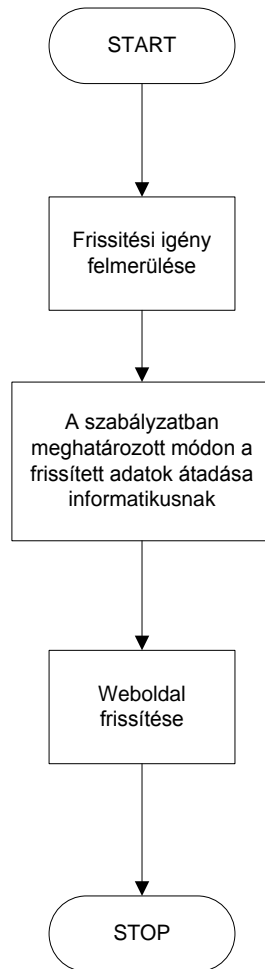 START
Frissitési igény
felmerülése
A szabályzatban
meghatározott módon a
frissített adatok átadása
informatikusnak
Weboldal
frissítése
STOP